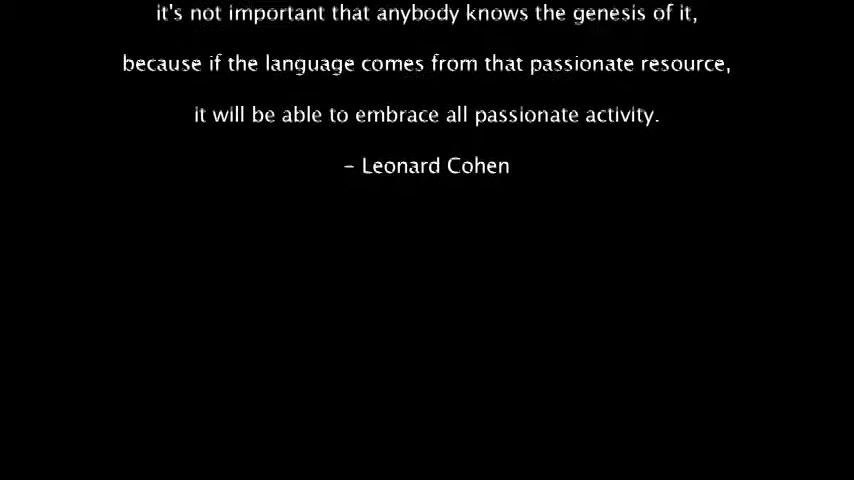 it's not important that anybody knows the genesis of it,
because if the language comes from that passionate resource,
it will be able to embrace all passionate activity.
- Leonard Cohen